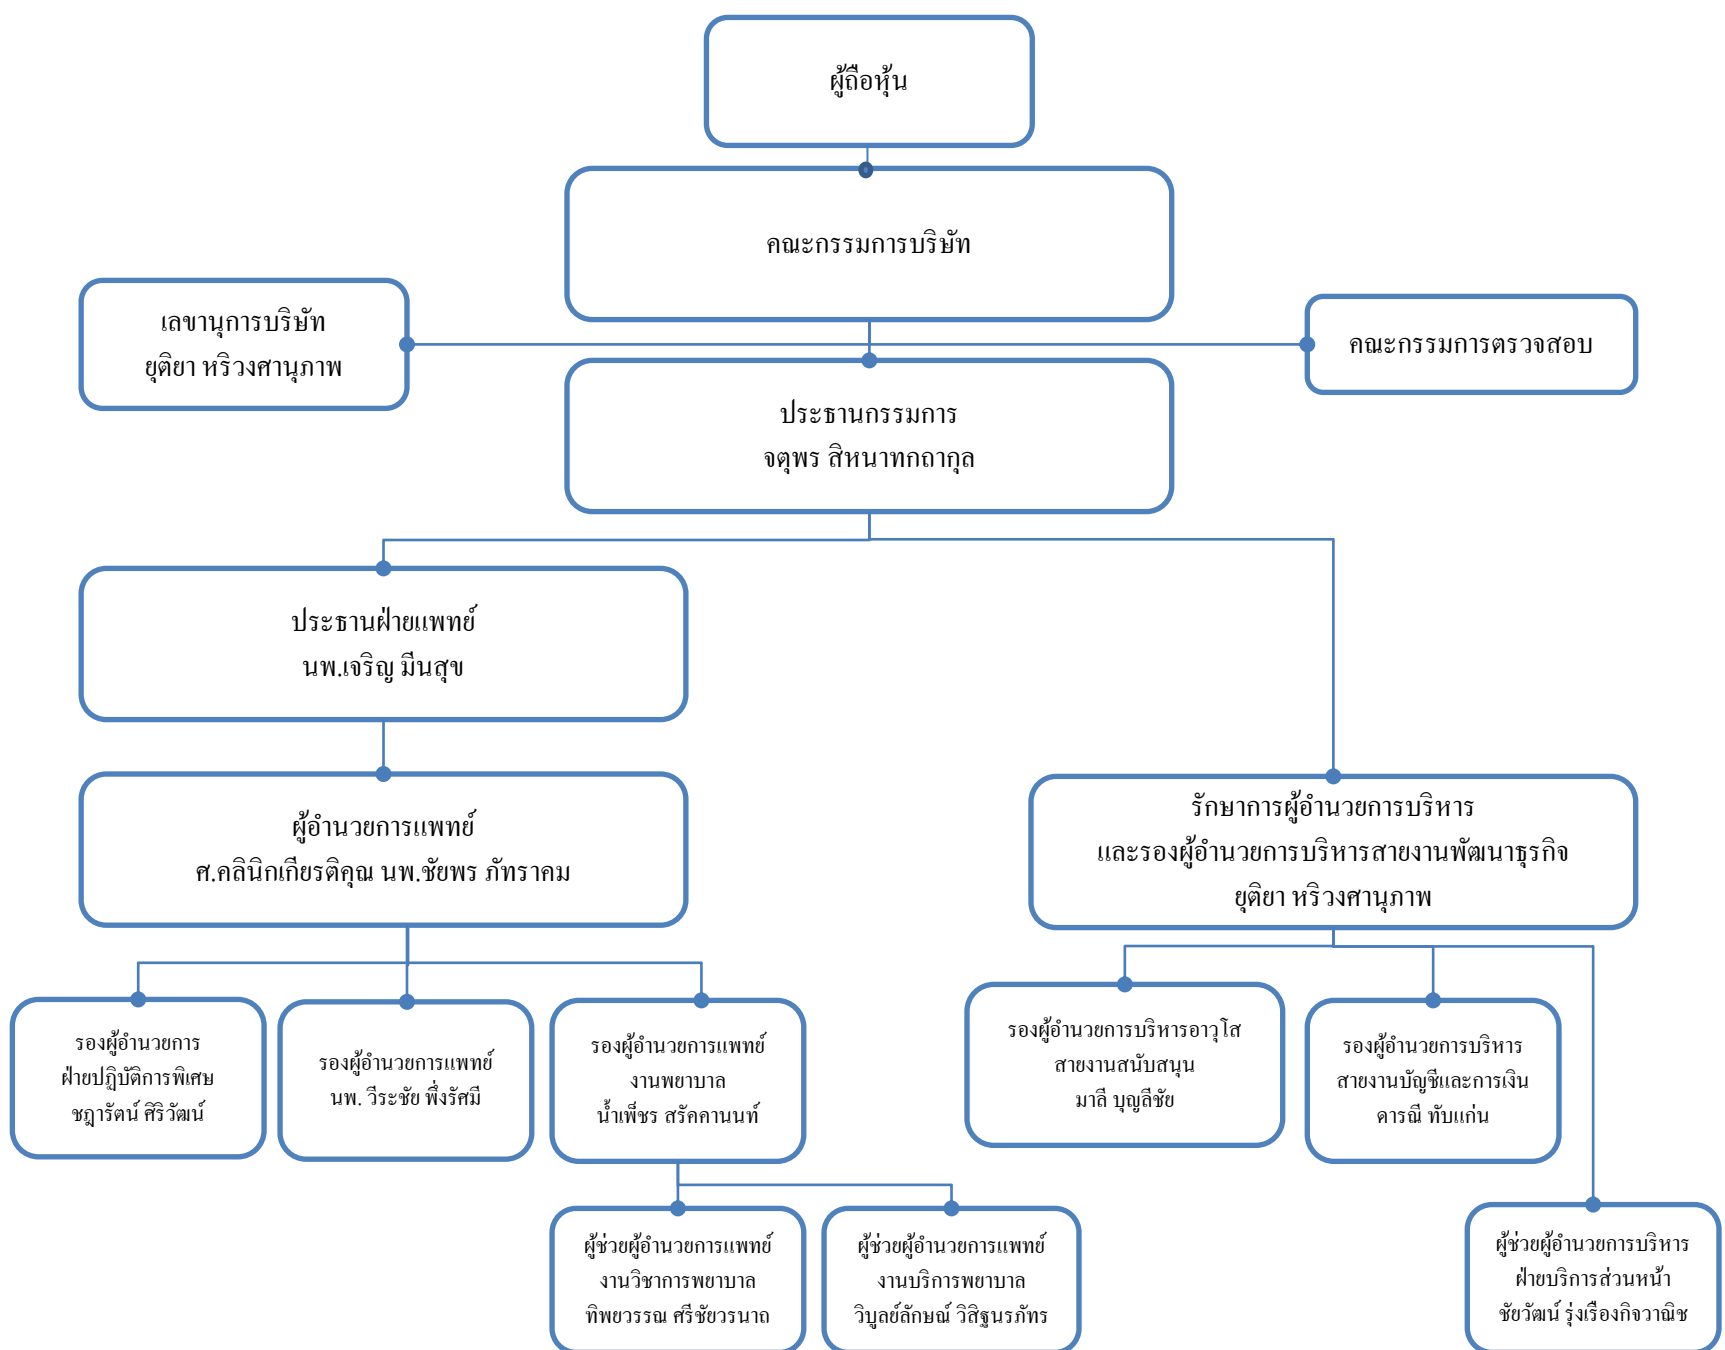 ผู้ถือหุ้น
คณะกรรมการบริษัท
เลขานุการบริษัท
ยุติยา หริวงศานุภาพ
คณะกรรมการตรวจสอบ
ประธานกรรมการ
จตุพร สิหนาทกถากุล
ประธานฝ่ายแพทย์
นพ.เจริญ มีนสุข
ผู้อำนวยการแพทย์
ศ.คลินิกเกียรติคุณ นพ.ชัยพร ภัทราคม
รักษาการผู้อำนวยการบริหาร
และรองผู้อำนวยการบริหารสายงานพัฒนาธุรกิจ
ยุติยา หริวงศานุภาพ
รองผู้อำนวยการ
ฝ่ายปฏิบัติการพิเศษ
ชฎารัตน์ ศิริวัฒน์
รองผู้อำนวยการแพทย์
นพ. วีระชัย พึ่งรัศมี
รองผู้อำนวยการแพทย์
งานพยาบาล
น้ำเพ็ชร สรัคคานนท์
รองผู้อำนวยการบริหารอาวุโส
สายงานสนับสนุน
มาลี บุญลีชัย
รองผู้อำนวยการบริหาร
สายงานบัญชีและการเงิน
ดารณี ทับแก่น
ผู้ช่วยผู้อำนวยการแพทย์
งานวิชาการพยาบาล
ทิพยวรรณ ศรีชัยวรนาถ
ผู้ช่วยผู้อำนวยการแพทย์
งานบริการพยาบาล
วิบูลย์ลักษณ์ วิสิฐนรภัทร
ผู้ช่วยผู้อำนวยการบริหาร
ฝ่ายบริการส่วนหน้า
ชัยวัฒน์ รุ่งเรืองกิจวาณิช